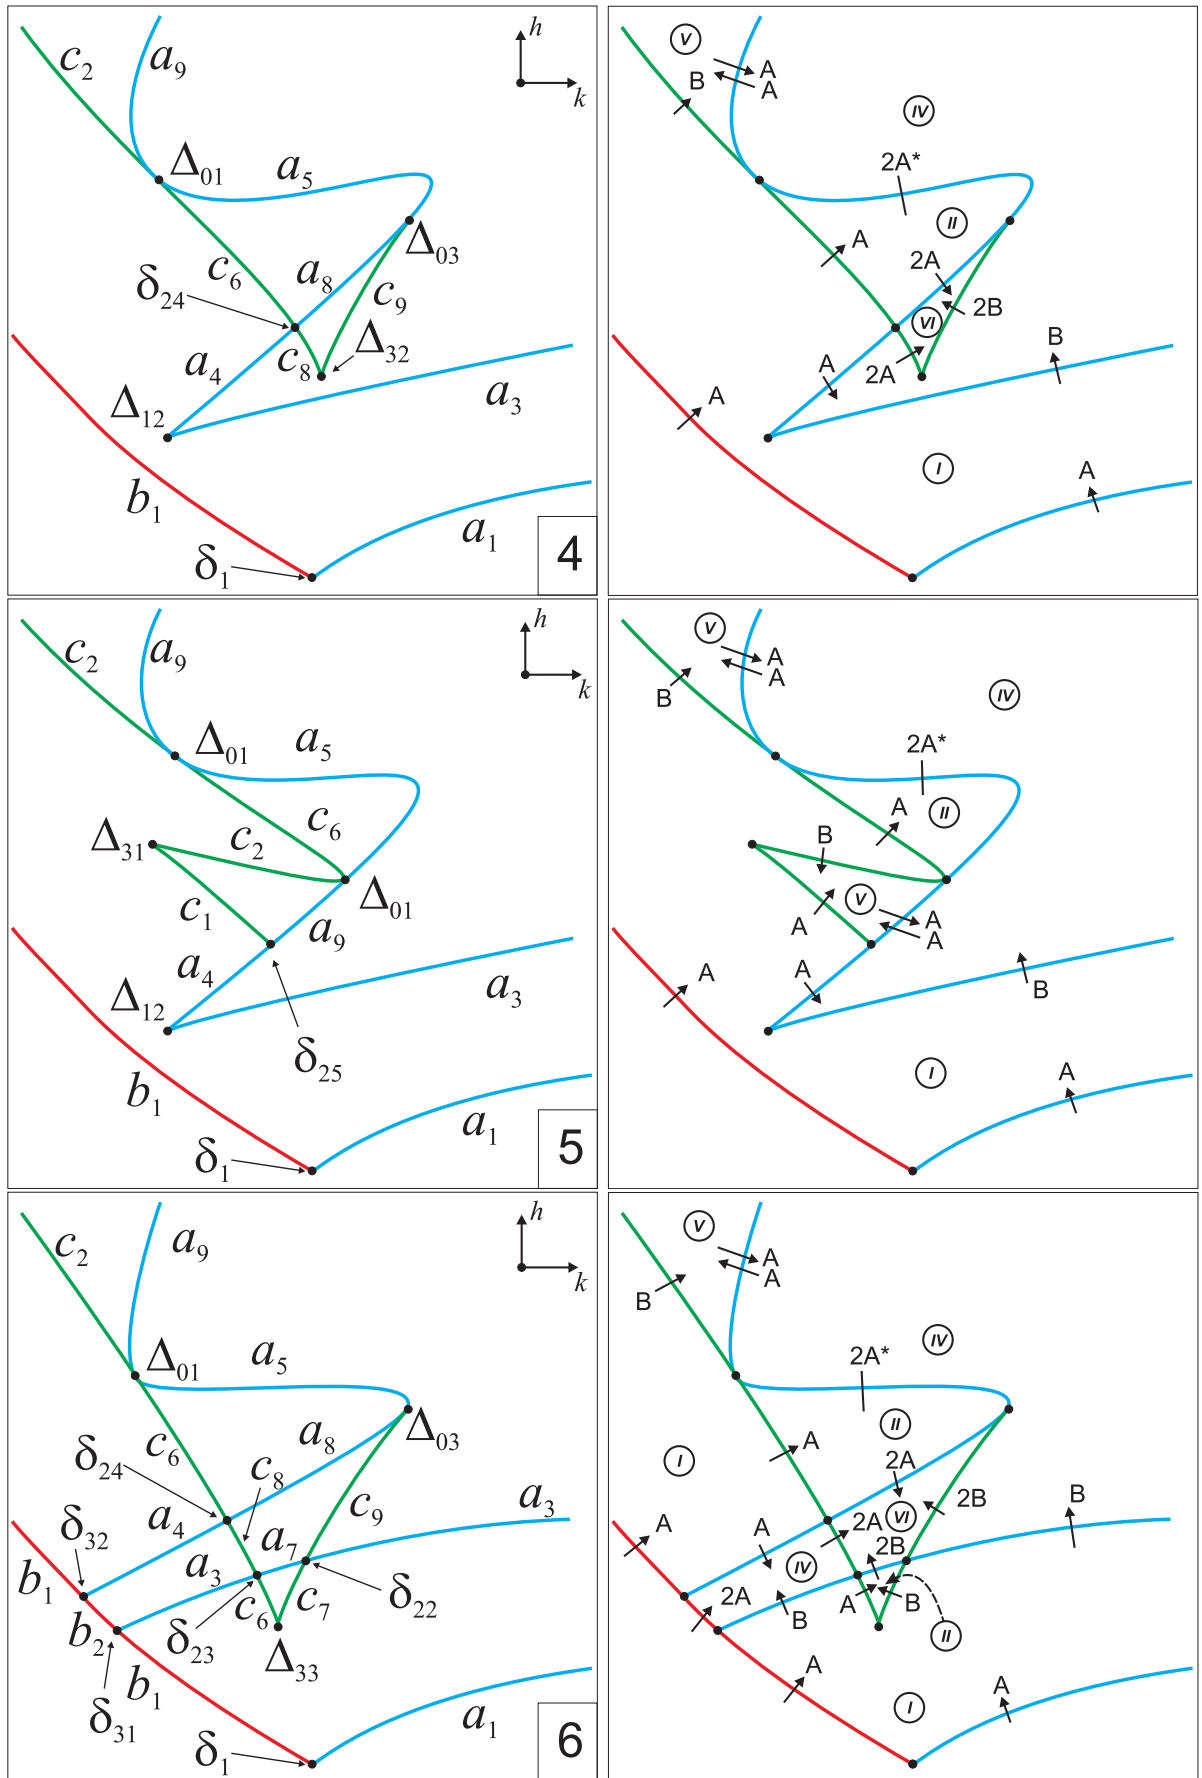 c₂
a₉
h
k
Δ₀₁
a₅
Δ₀₃
c₆
a₈
δ₂₄
c₉
Δ₃₂
a₄
c₈
Δ₁₂
a₃
b₁
a₁
δ₁
4
V
A
A
B
IV
2A*
II
A
2A
2B
VI
B
A
2A
A
I
A
c₂
a₉
h
k
Δ₀₁
a₅
Δ₃₁
c₂
c₆
c₁
a₉
Δ₀₁
a₄
Δ₁₂
a₃
δ₂₅
b₁
a₁
δ₁
5
V
A
A
B
IV
2A*
II
A
B
V
A
A
A
A
A
B
I
A
c₂
a₉
h
k
Δ₀₁
a₅
Δ₀₃
c₆
a₈
δ₂₄
c₈
c₉
a₃
δ₃₂
a₄
a₇
b₁
a₃
c₆
c₇
δ₂₂
b₂
δ₂₃
Δ₃₃
b₁
δ₃₁
a₁
δ₁
6
V
A
A
B
IV
2A*
II
A
I
2A
2B
B
A
A
2A
VI
IV
2B
2A
B
A
B
II
A
A
I